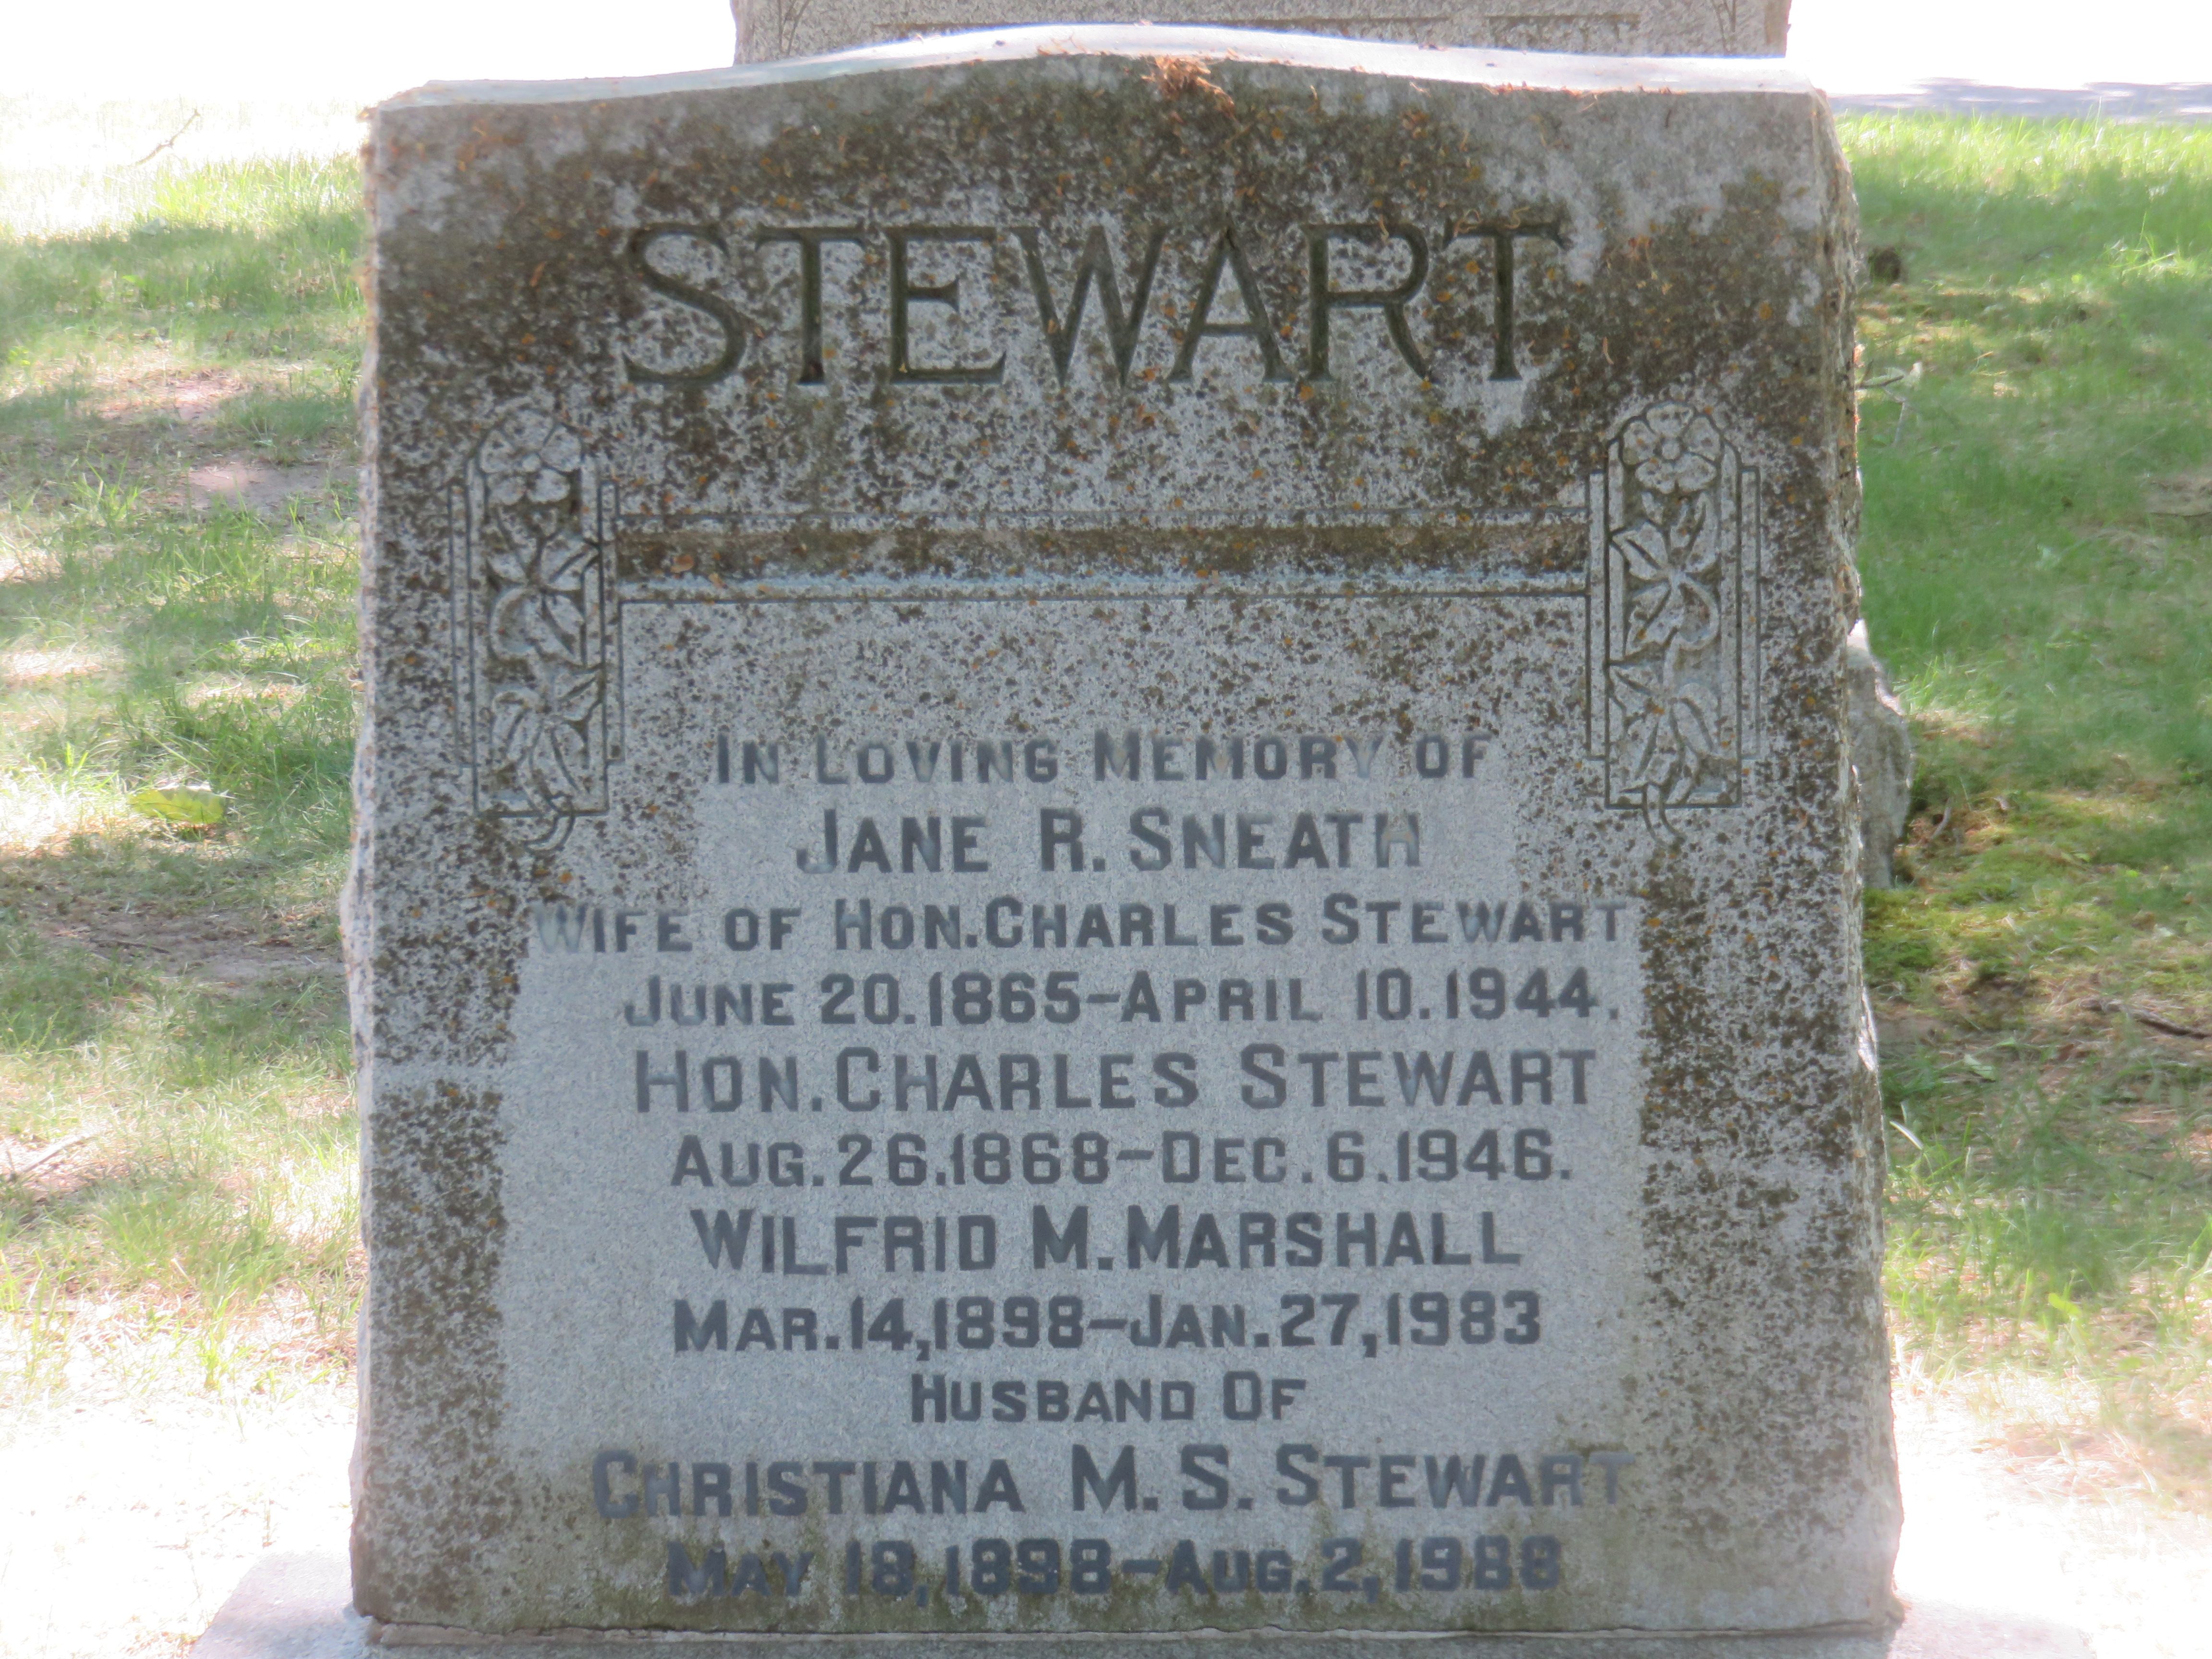 STEWART
IN LOVING MEMORY OF
JANE R. SNEATH
WIFE OF HON. CHARLES STEWART
JUNE 20. 1865-APRIL 10. 1944.
HON. CHARLES STEWART
AUG. 26. 1868-DEC. 6. 1946.
WILFRID M. MARSHALL
MAR. 14, 1898-JAN. 27, 1983
HUSBAND OF
CHRISTIANA M. S. STEWART
MAY 18, 1898-AUG. 2, 1988